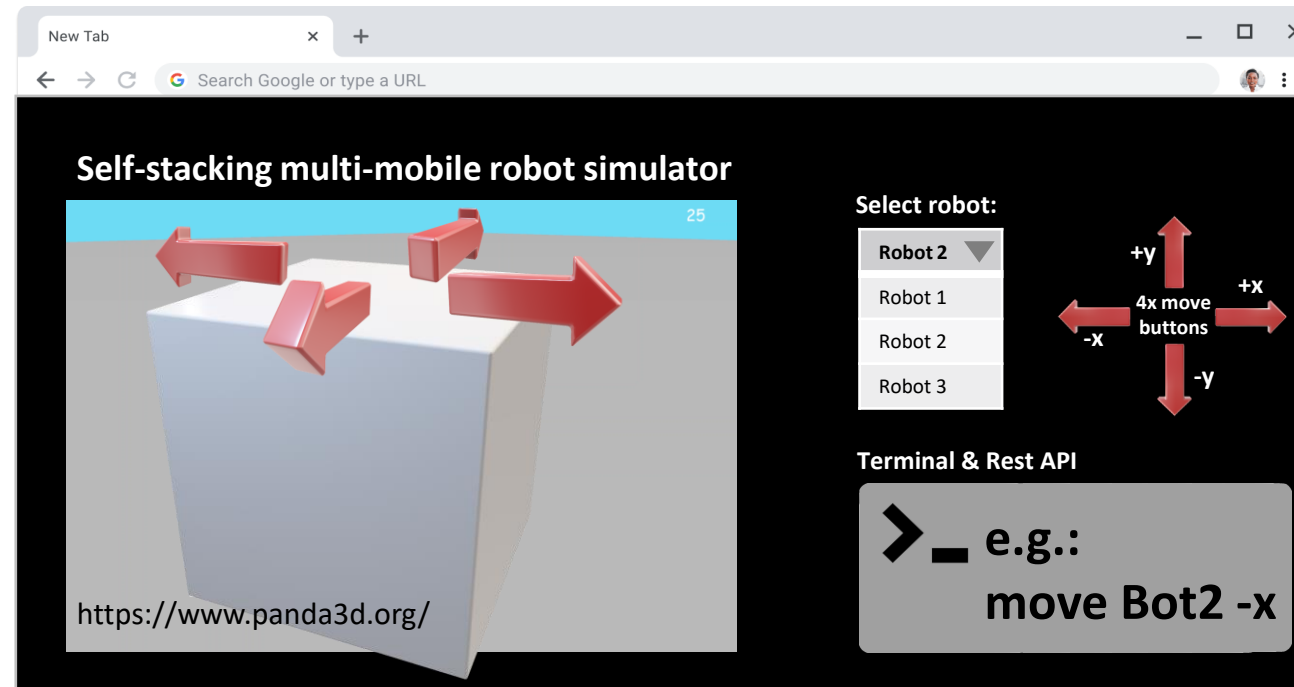 New Tab
Search Google or type a URL
Self-stacking multi-mobile robot simulator
25
https://www.panda3d.org/
Select robot:
Robot 2
Robot 1
Robot 2
Robot 3
+y
+x
4x move
buttons
-x
-y
Terminal & Rest API
>_ e.g.:
move Bot2 -x